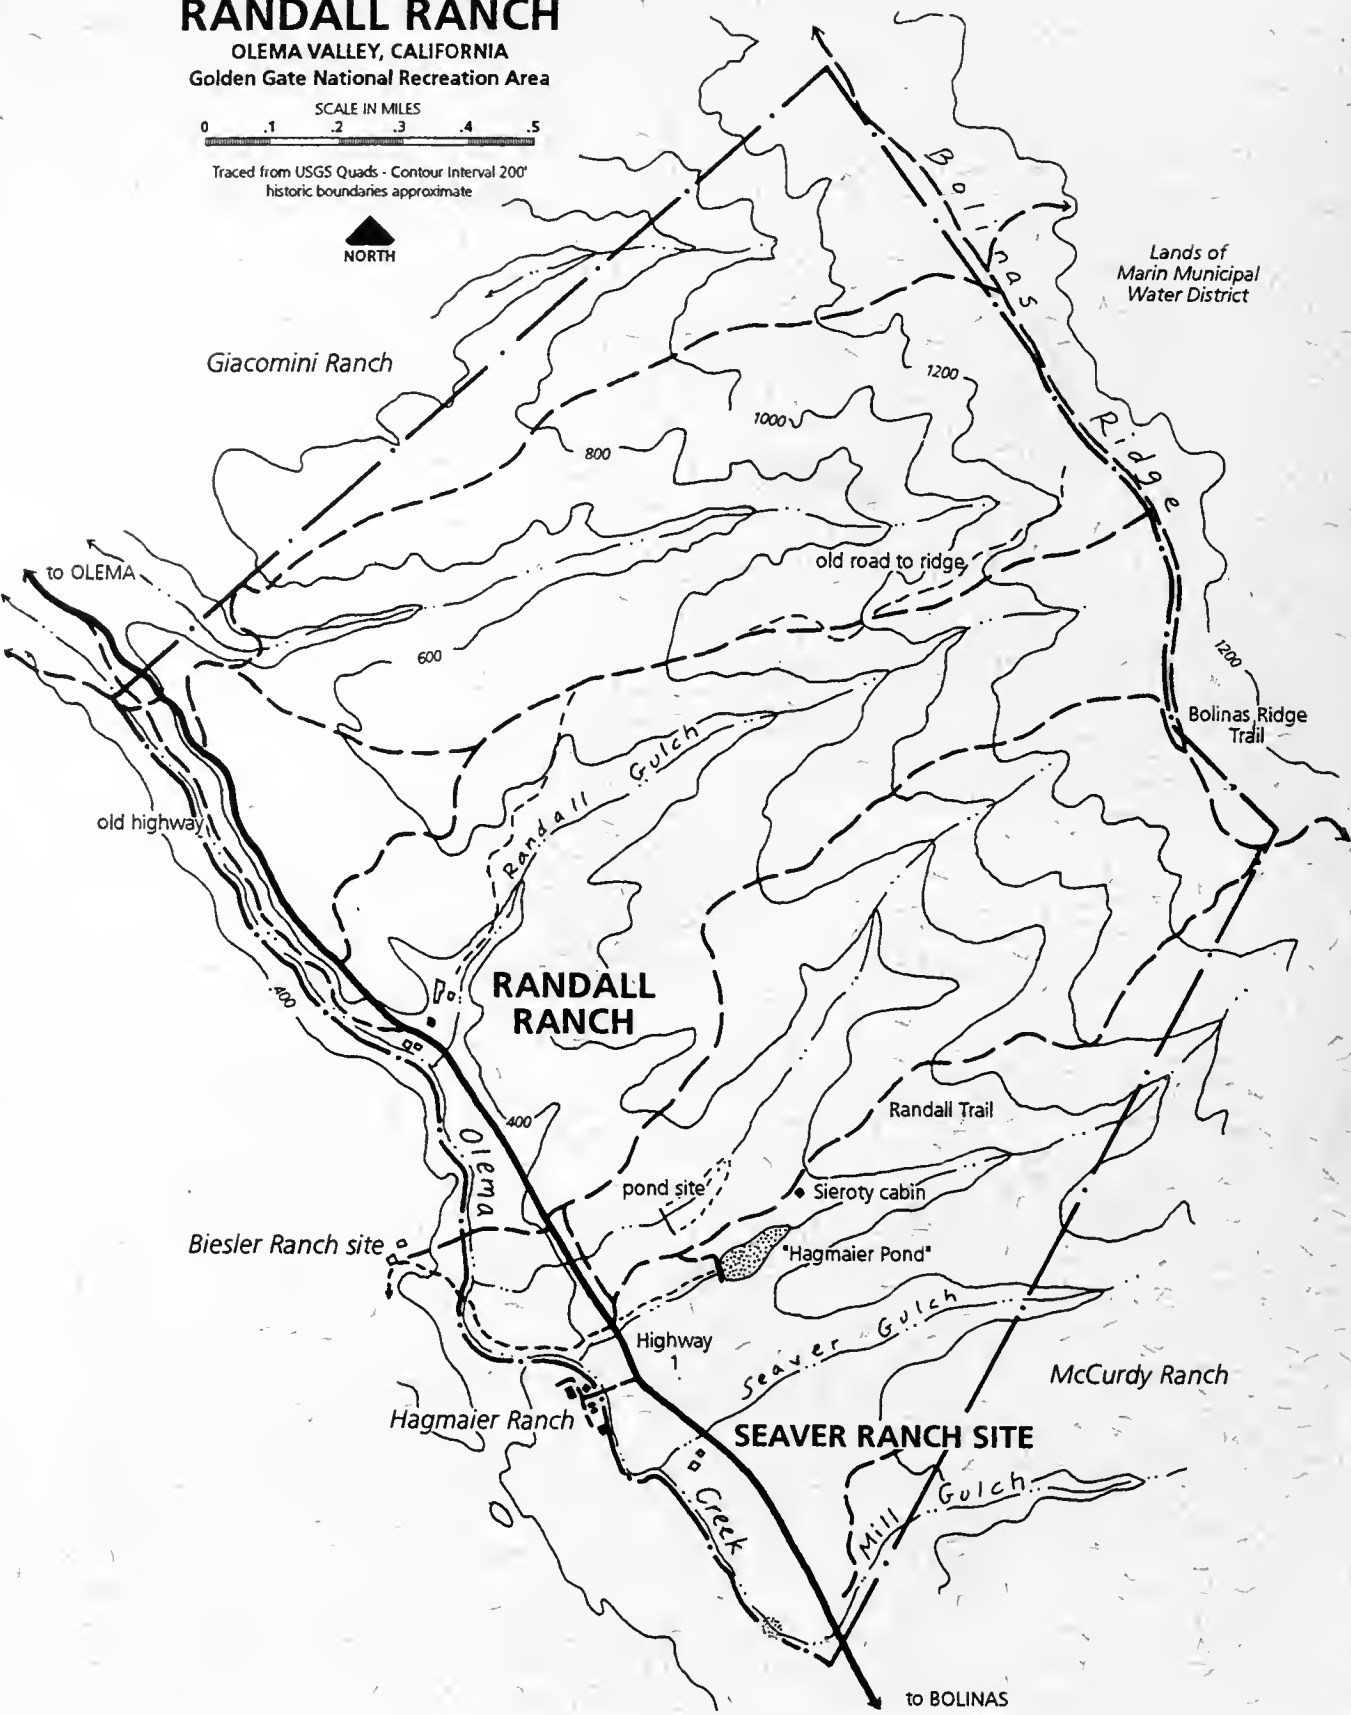 RANDALL RANCH
OLEMA VALLEY, CALIFORNIA
Golden Gate National Recreation Area
SCALE IN MILES
0 .1 .2 .3 .4 .5
Traced from USGS Quads - Contour Interval 200'
historic boundaries approximate
NORTH
Bolinas
Lands of
Marin Municipal
Water District
Giacomini Ranch
1200
1000
800
Ridge
old road to ridge
to OLEMA
600
1200
Bolinas Ridge
Trail
Randall Gulch
old highway
400
RANDALL
RANCH
400
Randall Trail
Olema
pond site
Sieroty cabin
Biesler Ranch site
"Hagmaier Pond"
Seaver Gulch
Highway
1
McCurdy Ranch
Hagmaier Ranch
SEAVER RANCH SITE
Creek
Mill Gulch
to BOLINAS